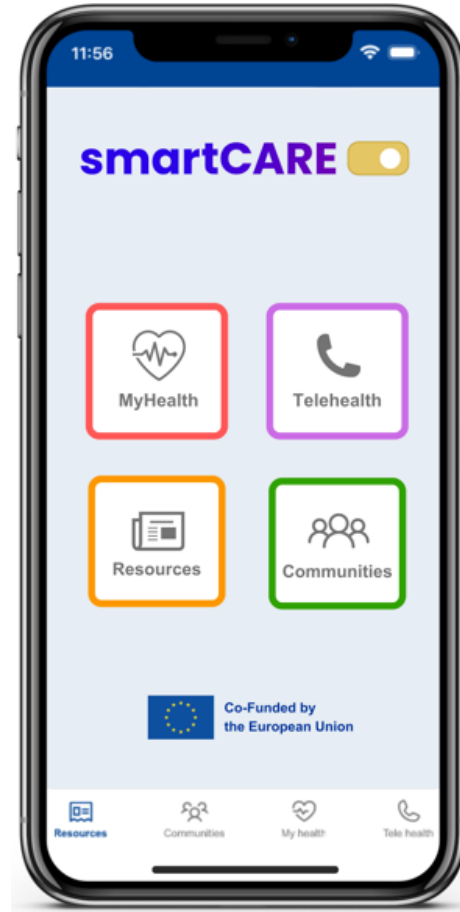 11:56
smartCARE
MyHealth
Telehealth
Resources
Communities
Co-Funded by
the European Union
Resources
Communities
My health
Tele health